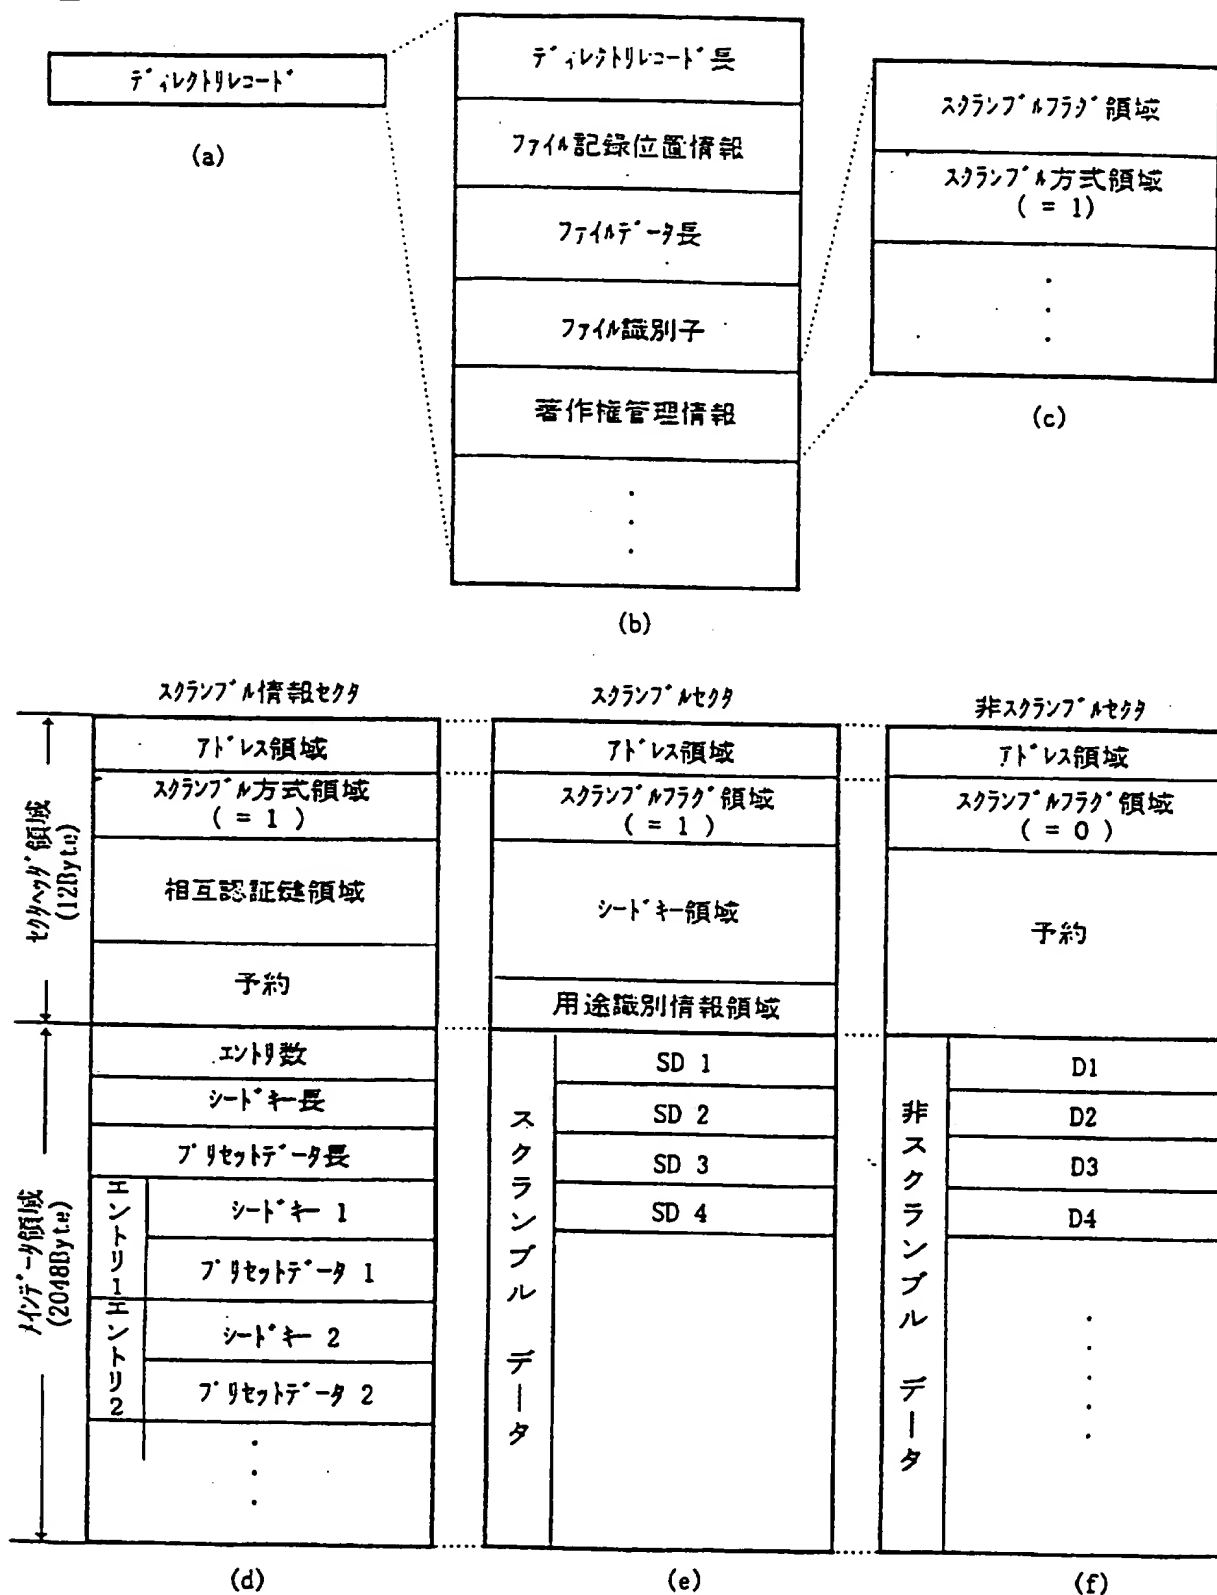 ディレクトリレコード
(a)
ディレクトリレコード長
ファイル記録位置情報
ファイルデータ長
ファイル識別子
著作権管理情報
(b)
スクランブルフラグ領域
スクランブル方式領域
( = 1)
(c)
スクランブル情報セクタ
セクタヘッダ領域
(12Byte)
アドレス領域
スクランブル方式領域
( = 1 )
相互認証鍵領域
予約
メインデータ領域
(2048Byte)
エントリ数
シードキー長
プリセットデータ長
エントリ1
シードキー 1
プリセットデータ 1
エントリ2
シードキー 2
プリセットデータ 2
(d)
スクランブルセクタ
アドレス領域
スクランブルフラグ領域
( = 1 )
シードキー領域
用途識別情報領域
スクランブル データ
SD 1
SD 2
SD 3
SD 4
(e)
非スクランブルセクタ
アドレス領域
スクランブルフラグ領域
( = 0 )
予約
非スクランブル データ
D1
D2
D3
D4
(f)